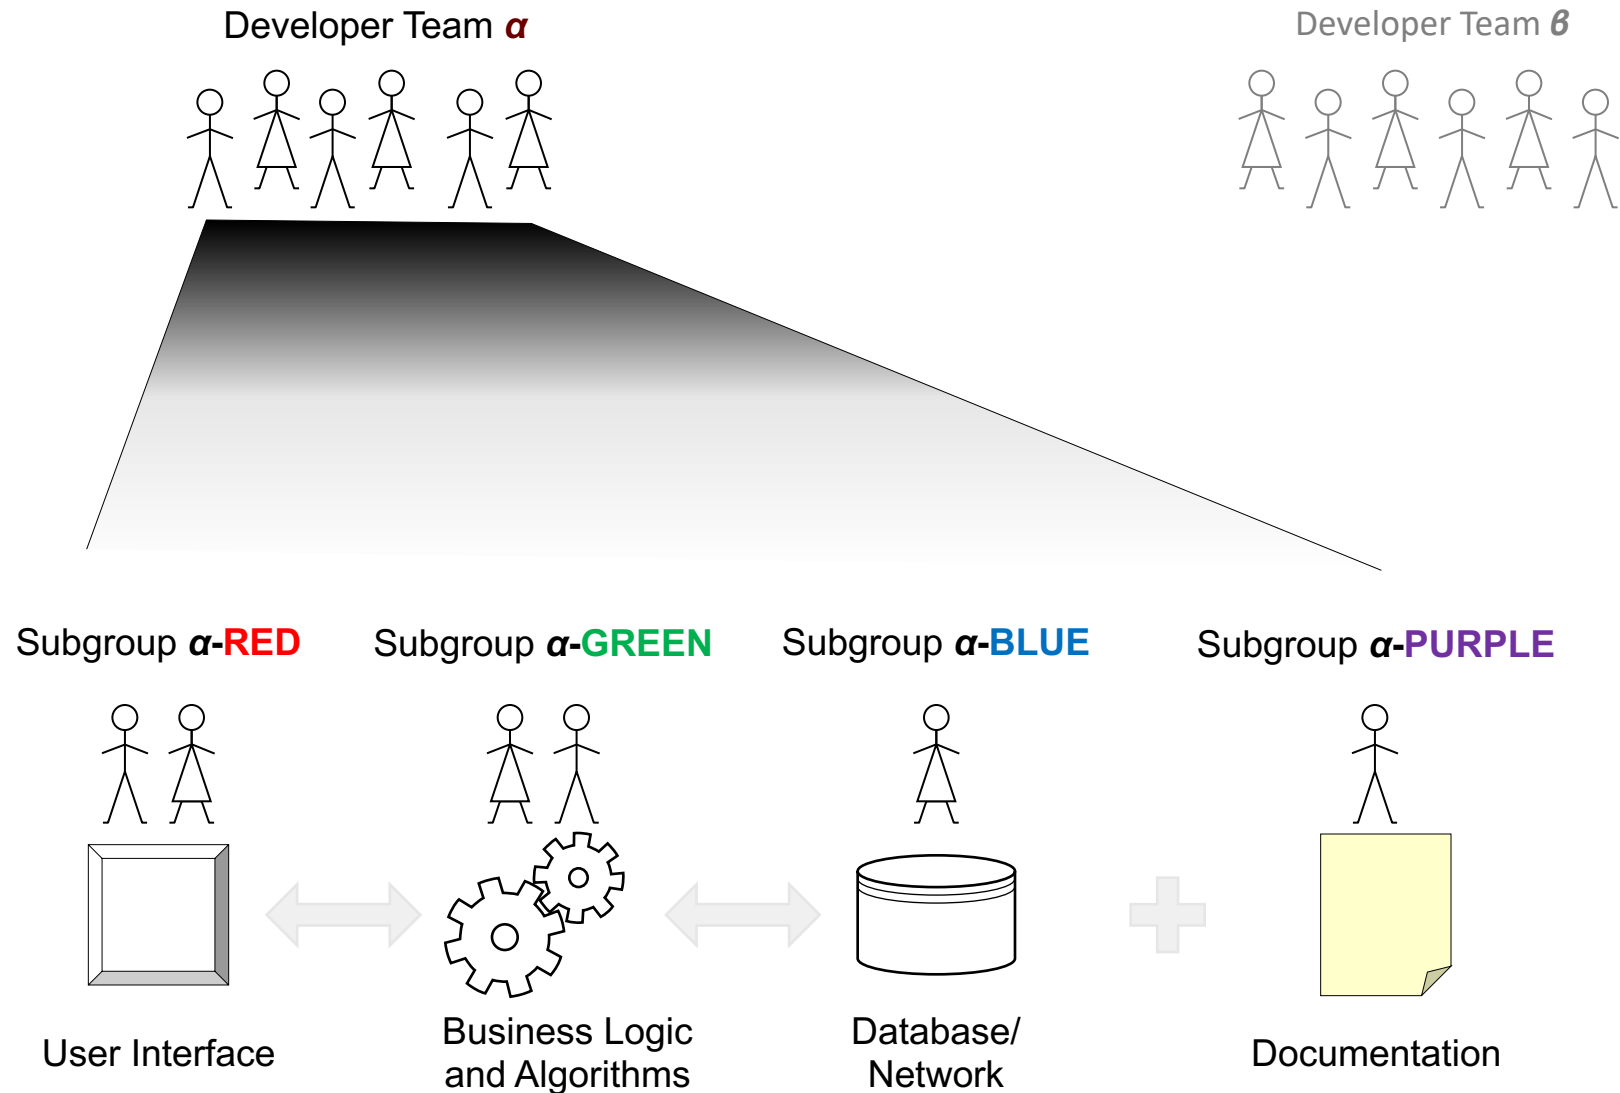 Developer Team α
Developer Team β
Subgroup α-RED
Subgroup α-GREEN
Subgroup α-BLUE
Subgroup α-PURPLE
User Interface
Business Logic
and Algorithms
Database/
Network
Documentation